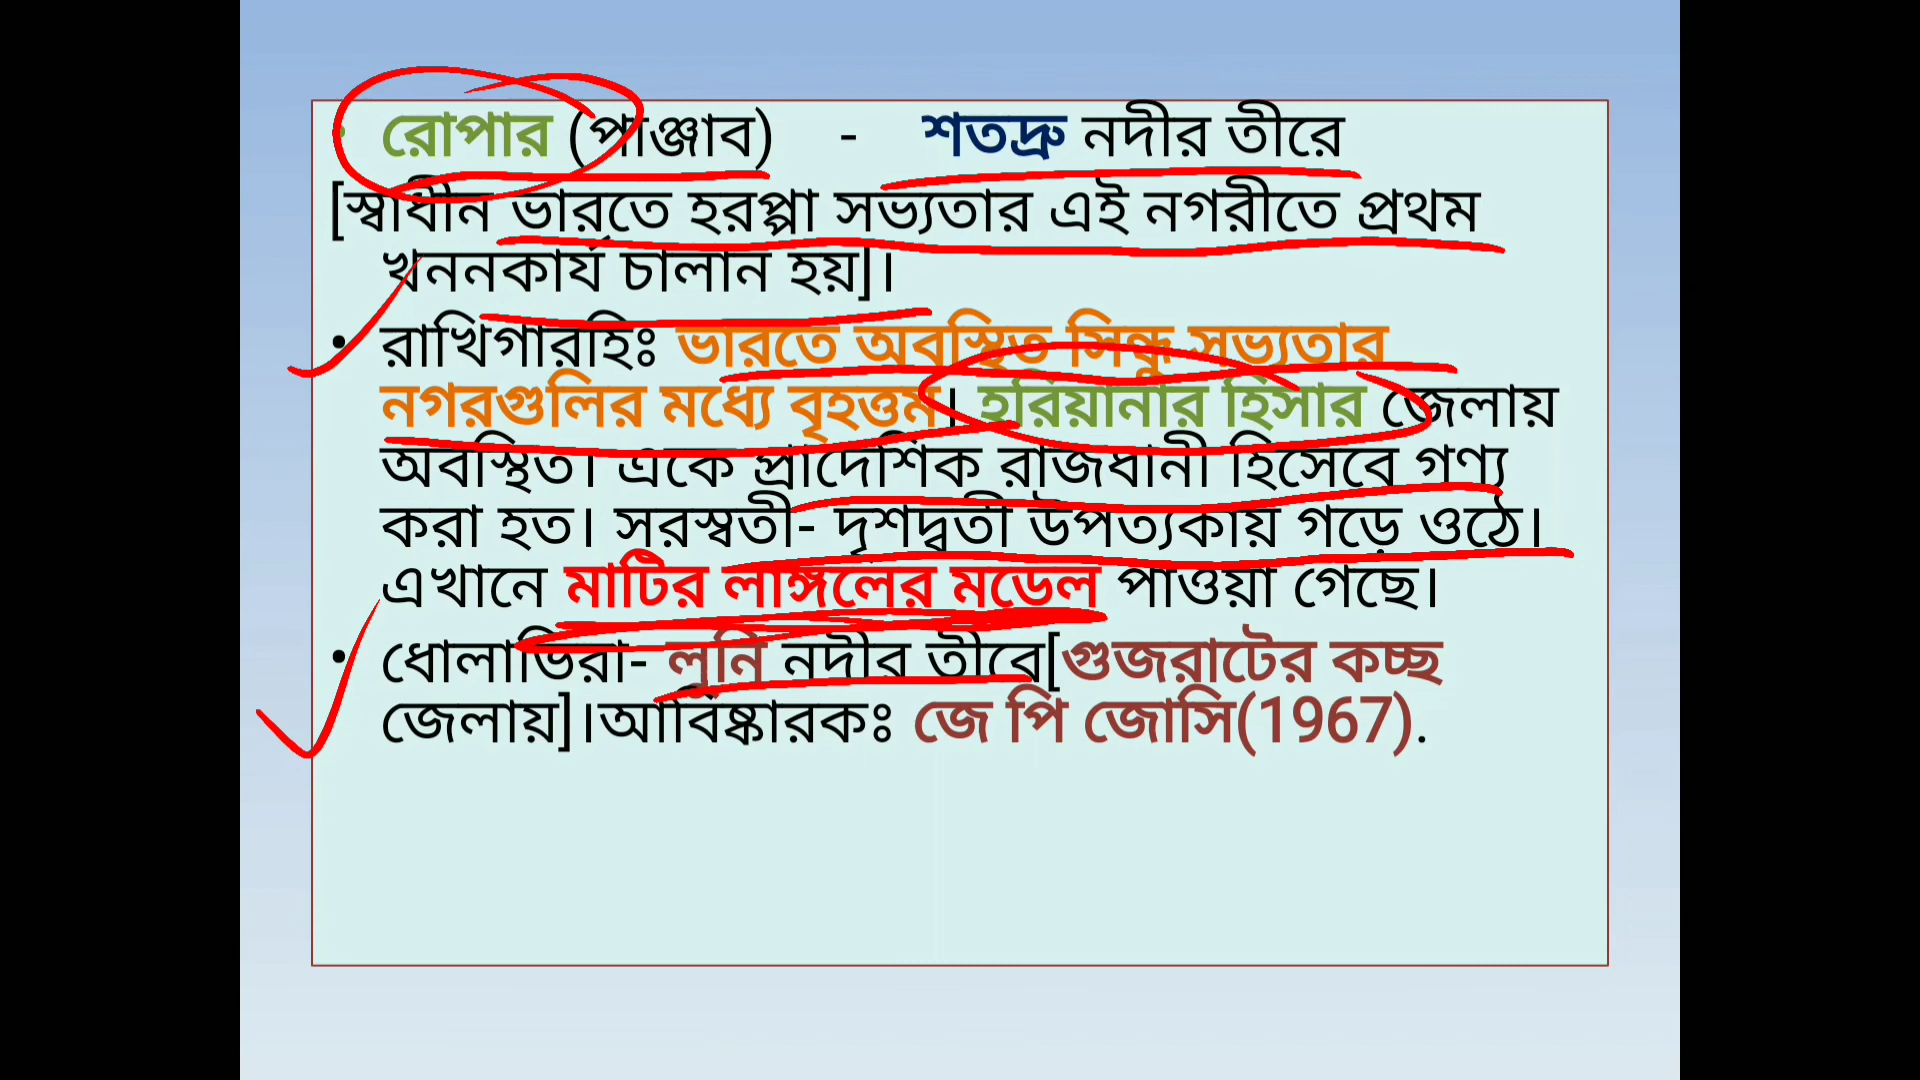 • রোপার (পাঞ্জাব) - শতদ্রু নদীর তীরে
[স্বাধীন ভারতে হরপ্পা সভ্যতার এই নগরীতে প্রথম
খননকার্য চালান হয়]।
• রাখিগারহিঃ ভারতে অবস্থিত সিন্ধু সভ্যতার
নগরগুলির মধ্যে বৃহত্তম। হরিয়ানার হিসার জেলায়
অবস্থিত। একে প্রাদেশিক রাজধানী হিসেবে গণ্য
করা হত। সরস্বতী- দৃশদ্বতী উপত্যকায় গড়ে ওঠে।
এখানে মাটির লাঙ্গলের মডেল পাওয়া গেছে।
• ধোলাভিরা- লুনি নদীর তীরে[গুজরাটের কচ্ছ
জেলায়]।আবিষ্কারকঃ জে পি জোসি(1967).